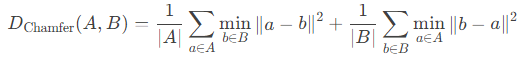 D_Chamfer(A, B) = 1/|A| ∑_{a∈A} min_{b∈B} ‖a − b‖² + 1/|B| ∑_{b∈B} min_{a∈A} ‖b − a‖²